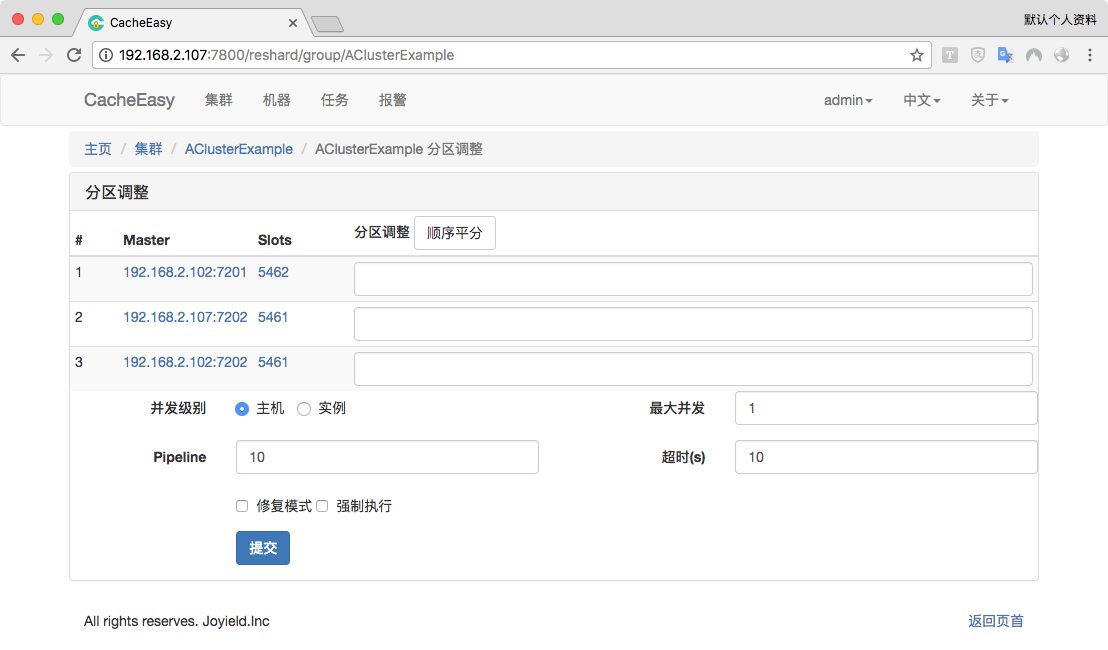 CacheEasy
默认个人资料
192.168.2.107:7800/reshard/group/AClusterExample
CacheEasy 集群 机器 任务 报警 admin 中文 关于
主页 / 集群 / AClusterExample / AClusterExample 分区调整
分区调整
# Master Slots 分区调整 顺序平分
1 192.168.2.102:7201 5462
2 192.168.2.107:7202 5461
3 192.168.2.102:7202 5461
并发级别 主机 实例 最大并发 1
Pipeline 10 超时(s) 10
修复模式 强制执行
提交
All rights reserves. Joyield.Inc 返回页首